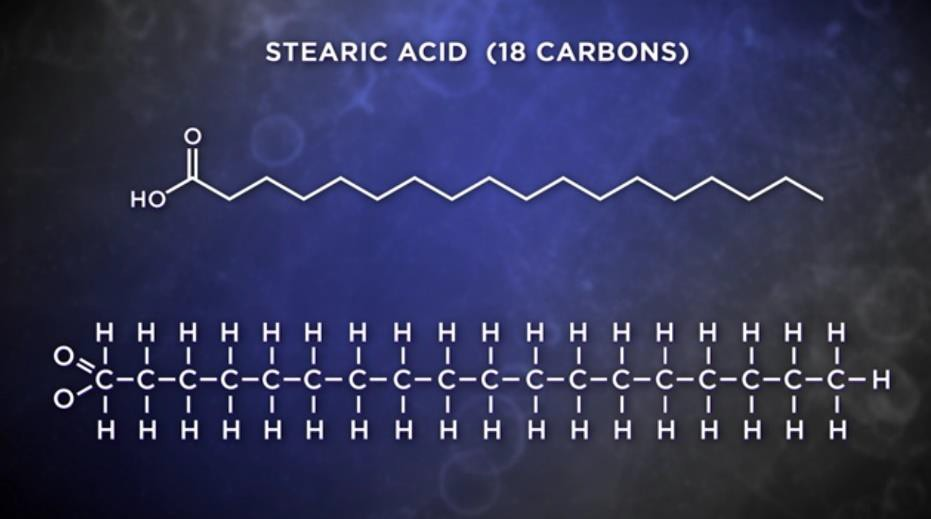 STEARIC ACID (18 CARBONS)
O
HO
H H H H H H H H H H H H H H H H H H
O
C-C-C-C-C-C-C-C-C-C-C-C-C-C-C-C-C-C-H
O
H H H H H H H H H H H H H H H H H H